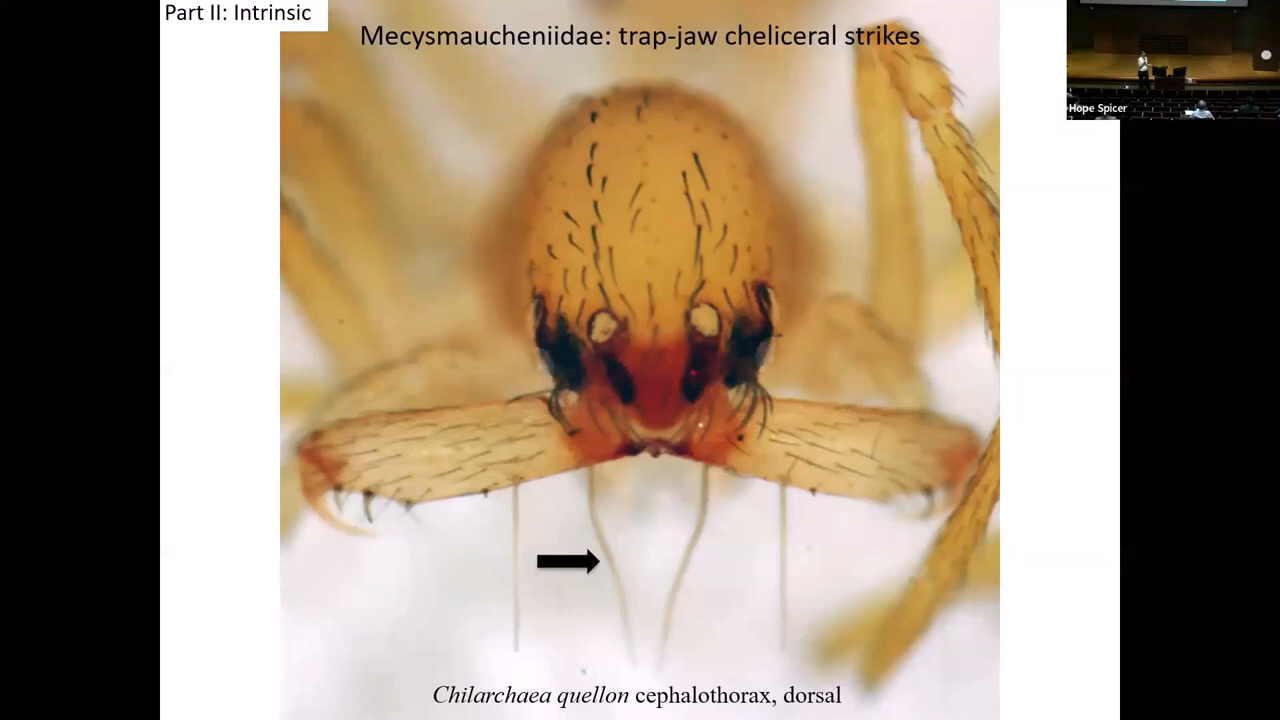 Part II: Intrinsic
Mecysmaucheniidae: trap-jaw cheliceral strikes
Hope Spicer
Chilarchaea quellon cephalothorax, dorsal